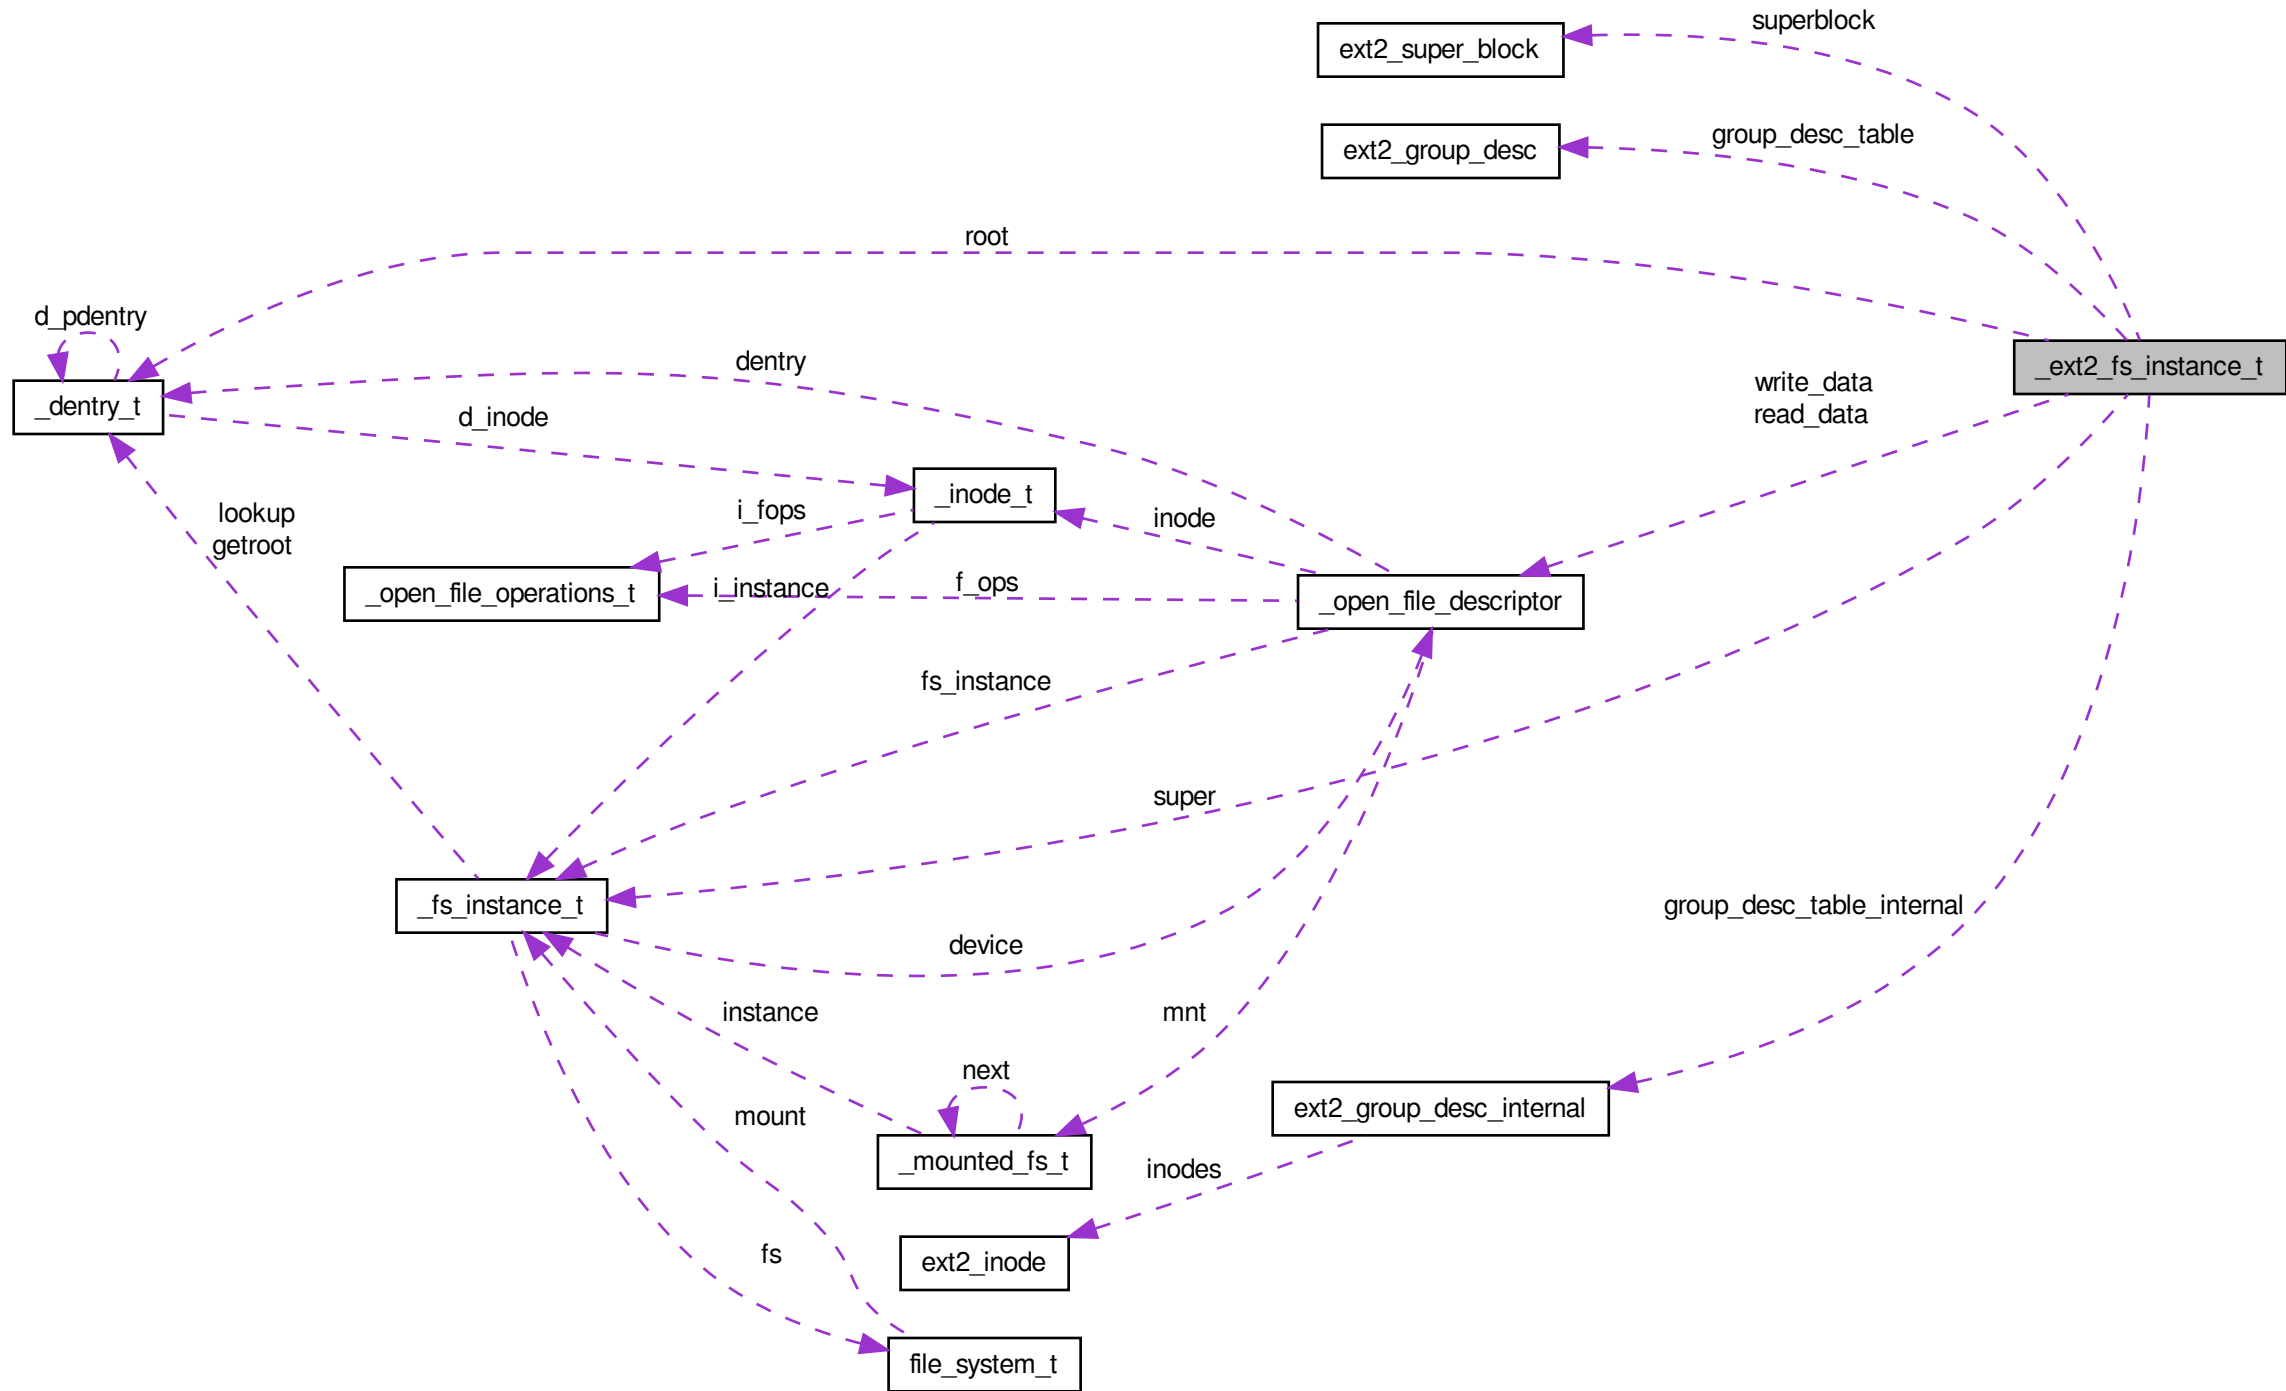 superblock
ext2_super_block
group_desc_table
ext2_group_desc
root
d_pdentry
dentry
_ext2_fs_instance_t
write_data
read_data
_dentry_t
d_inode
_inode_t
lookup
getroot
i_fops
inode
_open_file_operations_t
i_instance
f_ops
_open_file_descriptor
fs_instance
super
_fs_instance_t
group_desc_table_internal
device
instance
mnt
next
mount
ext2_group_desc_internal
_mounted_fs_t
inodes
fs
ext2_inode
file_system_t